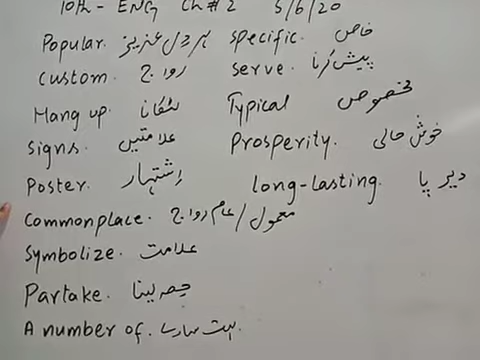 10th - ENG Ch # 2 5/6/20
Popular. ہر دل عزیز specific. خاص
Custom. رواج serve. پیش کرنا
Hang up. لٹکانا Typical مخصوص
Signs. علامتیں Prosperity. خوش حالی
Poster. اشتہار long-lasting. دیر پا
Commonplace. معمول/عام رواج
Symbolize. علامت
Partake. حصہ لینا
A number of. بہت سارے